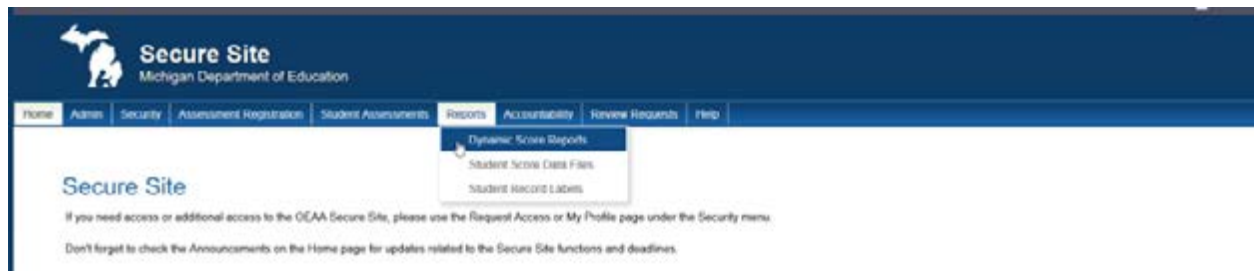 Secure Site
Michigan Department of Education
Home Admin Security Assessment Registration Student Assessments Reports Accountability Review Requests Help
Dynamic Score Reports
Student Score Data Files
Student Record Labels
Secure Site
If you need access or additional access to the OEAA Secure Site, please use the Request Access or My Profile page under the Security menu.
Don't forget to check the Announcements on the Home page for updates related to the Secure Site functions and deadlines.